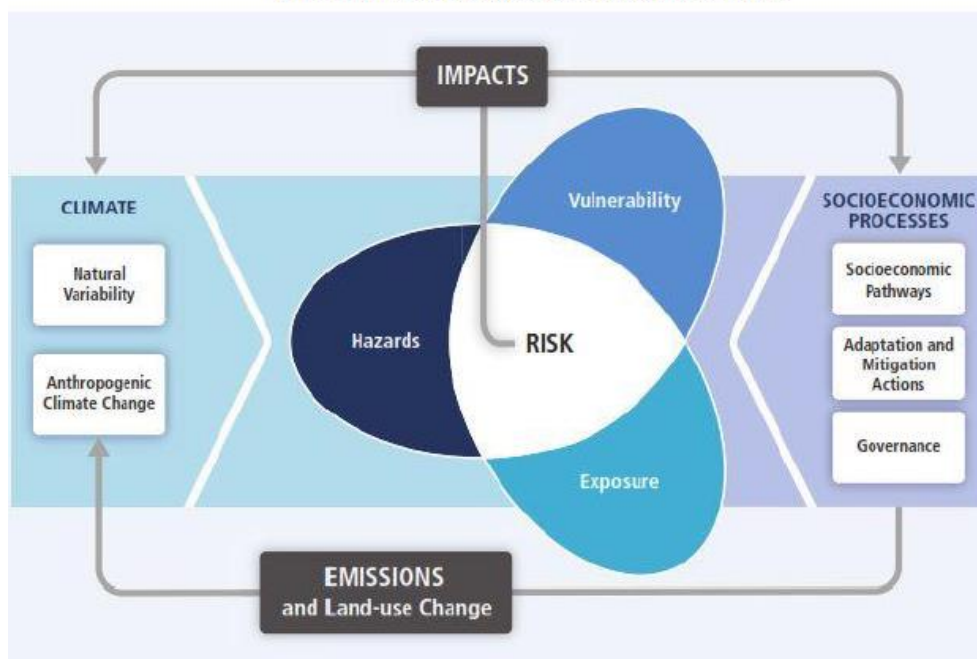 IMPACTS
CLIMATE
Natural
Variability
Anthropogenic
Climate Change
Vulnerability
Hazards
RISK
Exposure
SOCIOECONOMIC
PROCESSES
Socioeconomic
Pathways
Adaptation and
Mitigation
Actions
Governance
EMISSIONS
and Land-use Change